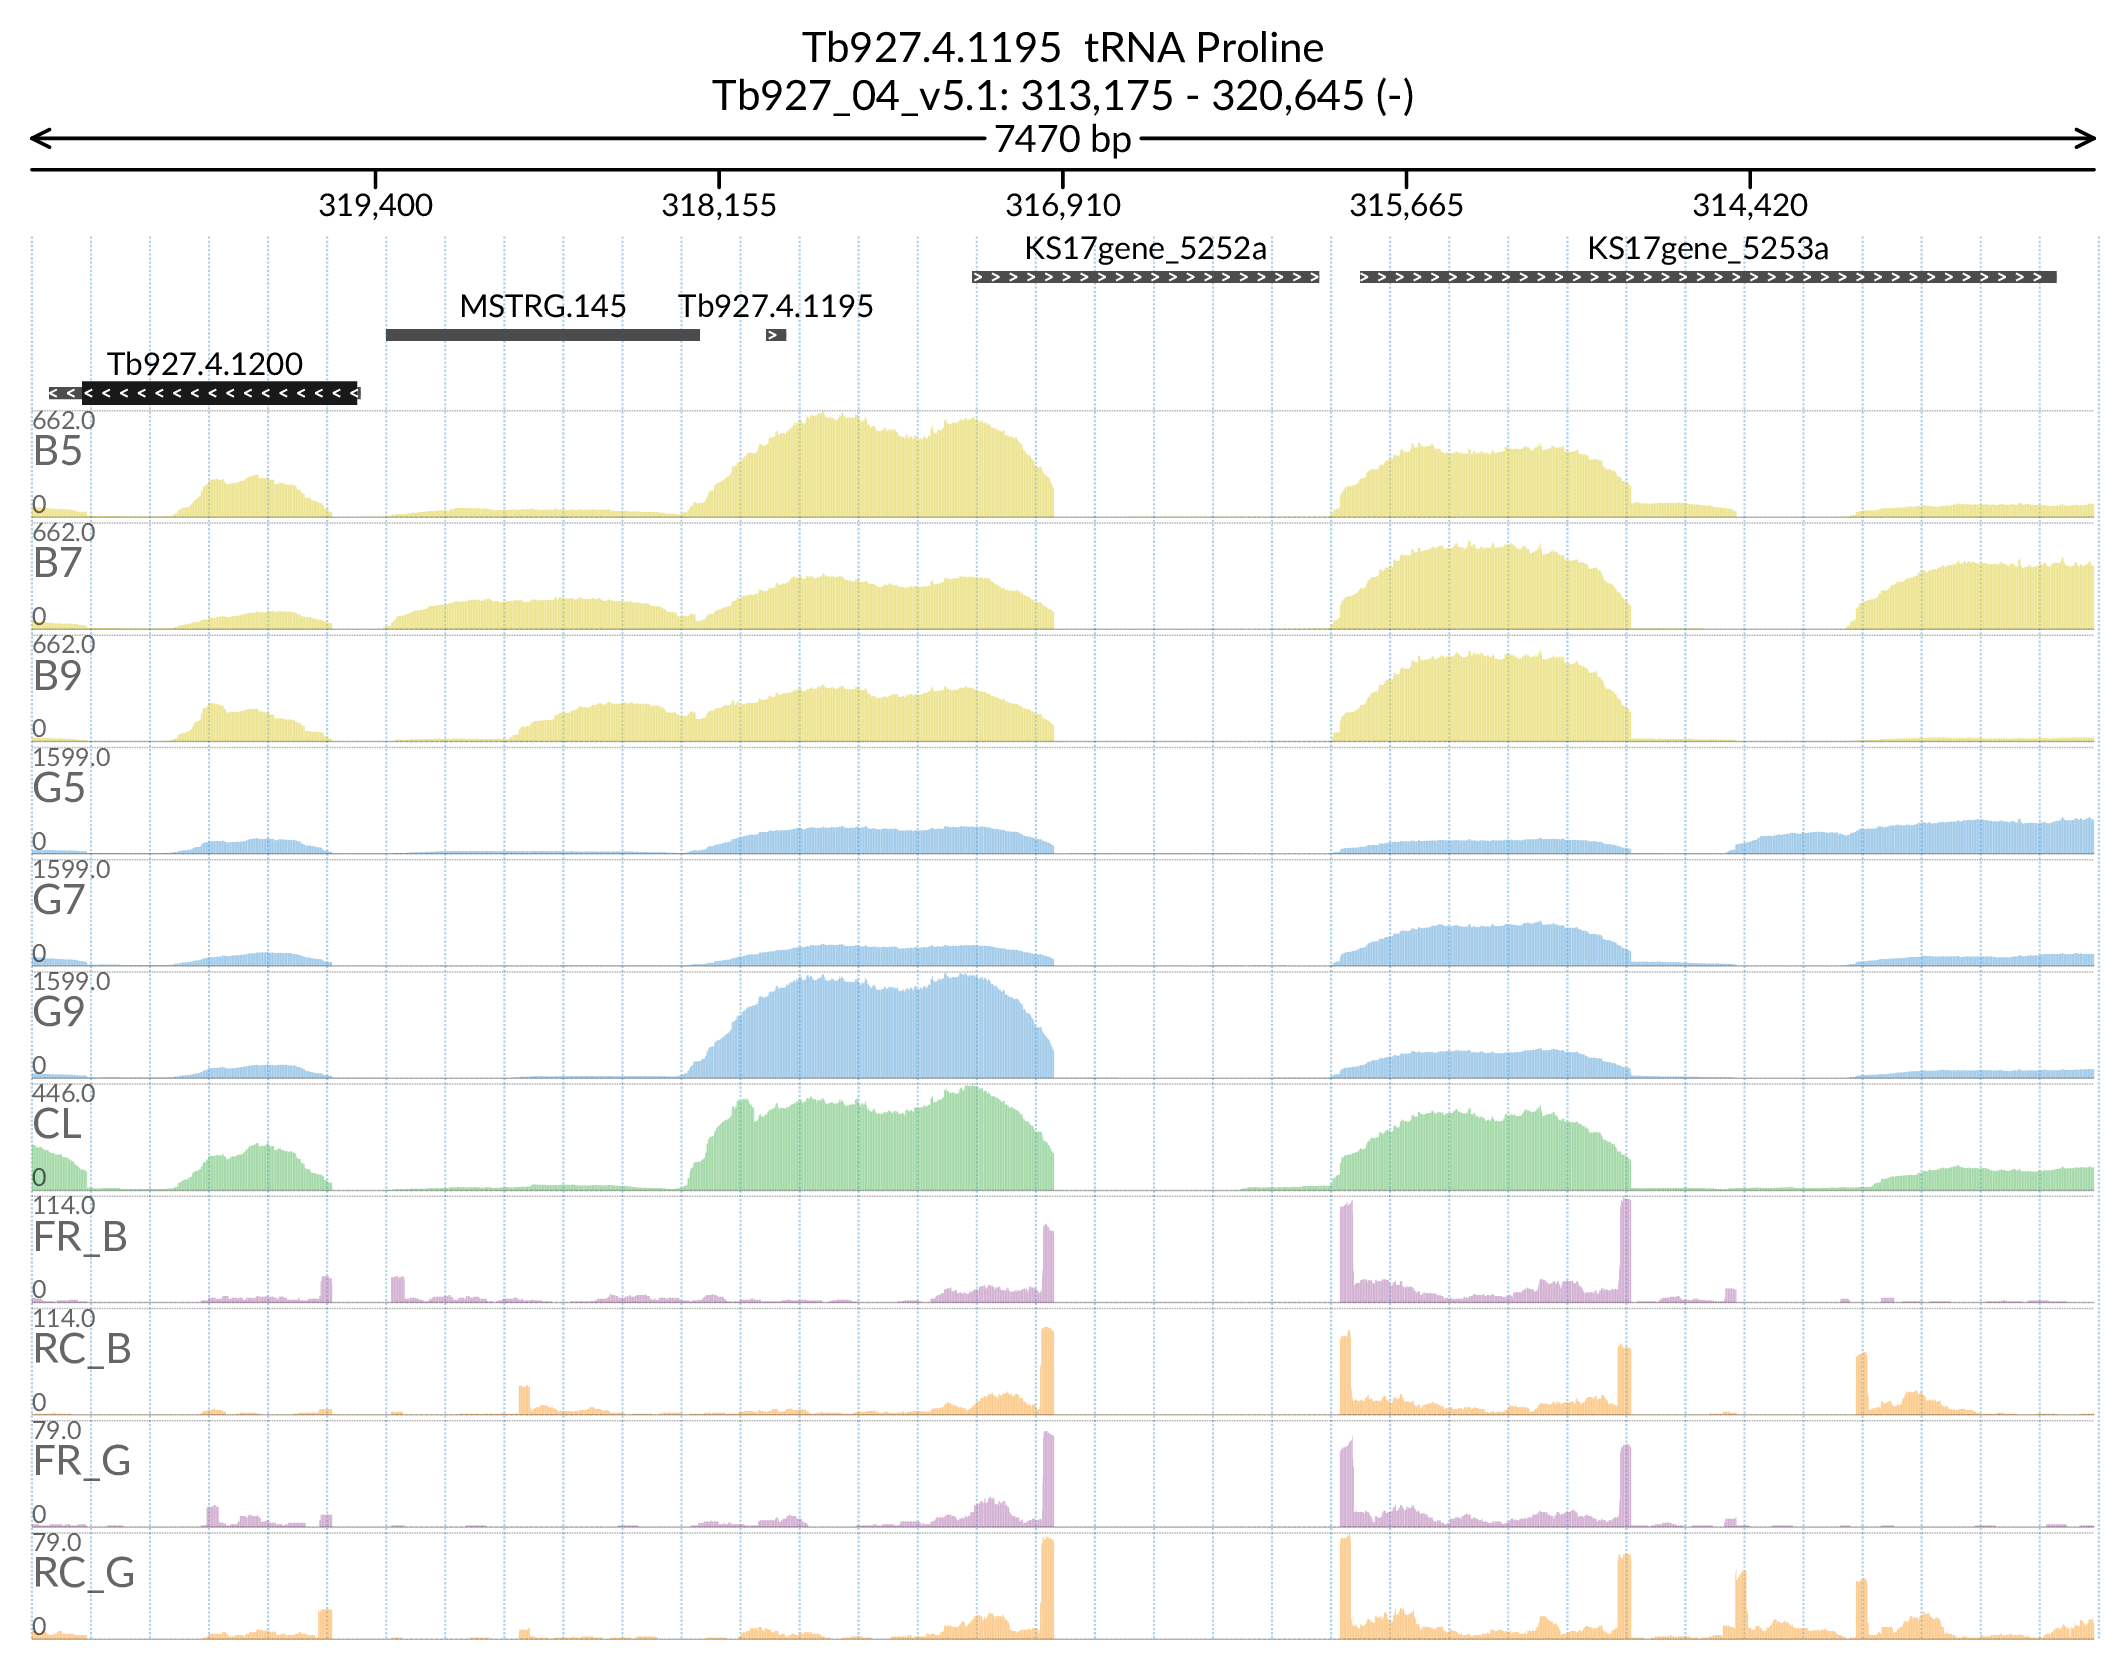 Tb927.4.1195 tRNA Proline
Tb927_04_v5.1: 313,175 - 320,645 (-)
7470 bp
319,400 318,155 316,910 315,665 314,420
KS17gene_5252a KS17gene_5253a
MSTRG.145 Tb927.4.1195
Tb927.4.1200
662.0
B5
0
662.0
B7
0
662.0
B9
0
1599.0
G5
0
1599.0
G7
0
1599.0
G9
0
446.0
CL
0
114.0
FR_B
0
114.0
RC_B
0
79.0
FR_G
0
79.0
RC_G
0